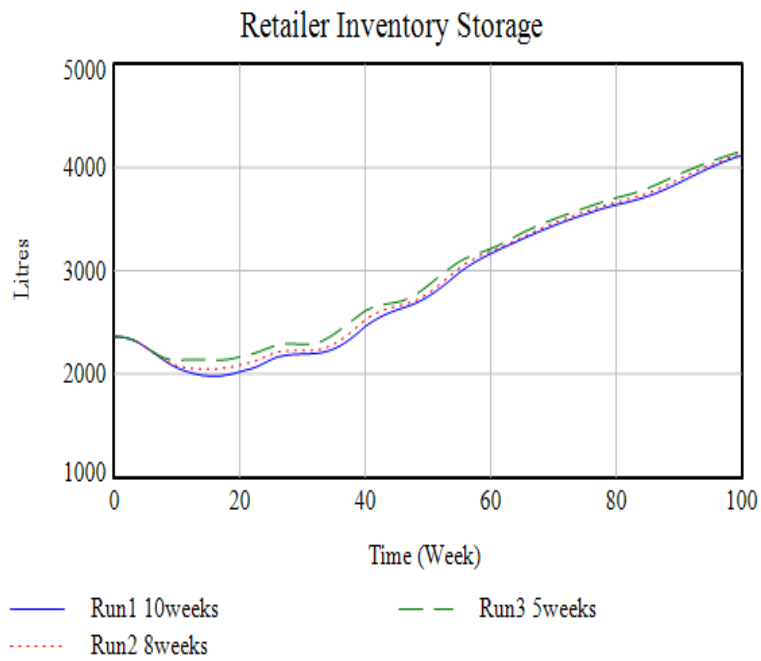 Retailer Inventory Storage
5000
4000
3000
2000
1000
Litres
0 20 40 60 80 100
Time (Week)
Run1 10weeks Run3 5weeks
Run2 8weeks